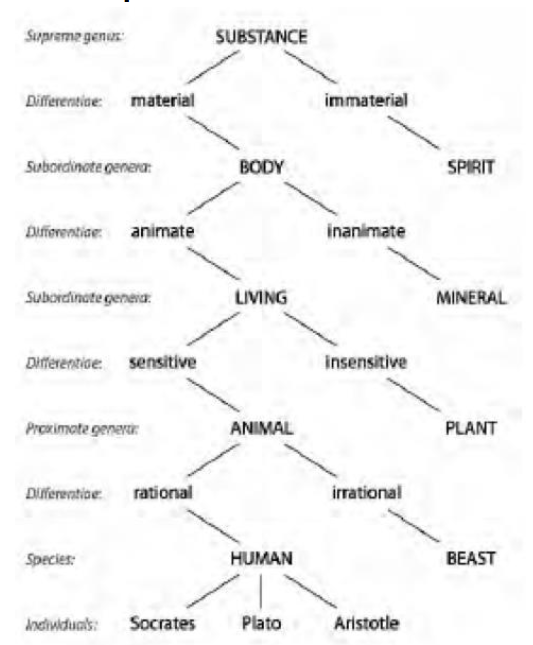 Supreme genus: SUBSTANCE
Differentiae: material immaterial
Subordinate genera: BODY SPIRIT
Differentiae: animate inanimate
Subordinate genera: LIVING MINERAL
Differentiae: sensitive insensitive
Proximate genera: ANIMAL PLANT
Differentiae: rational irrational
Species: HUMAN BEAST
Individuals: Socrates Plato Aristotle